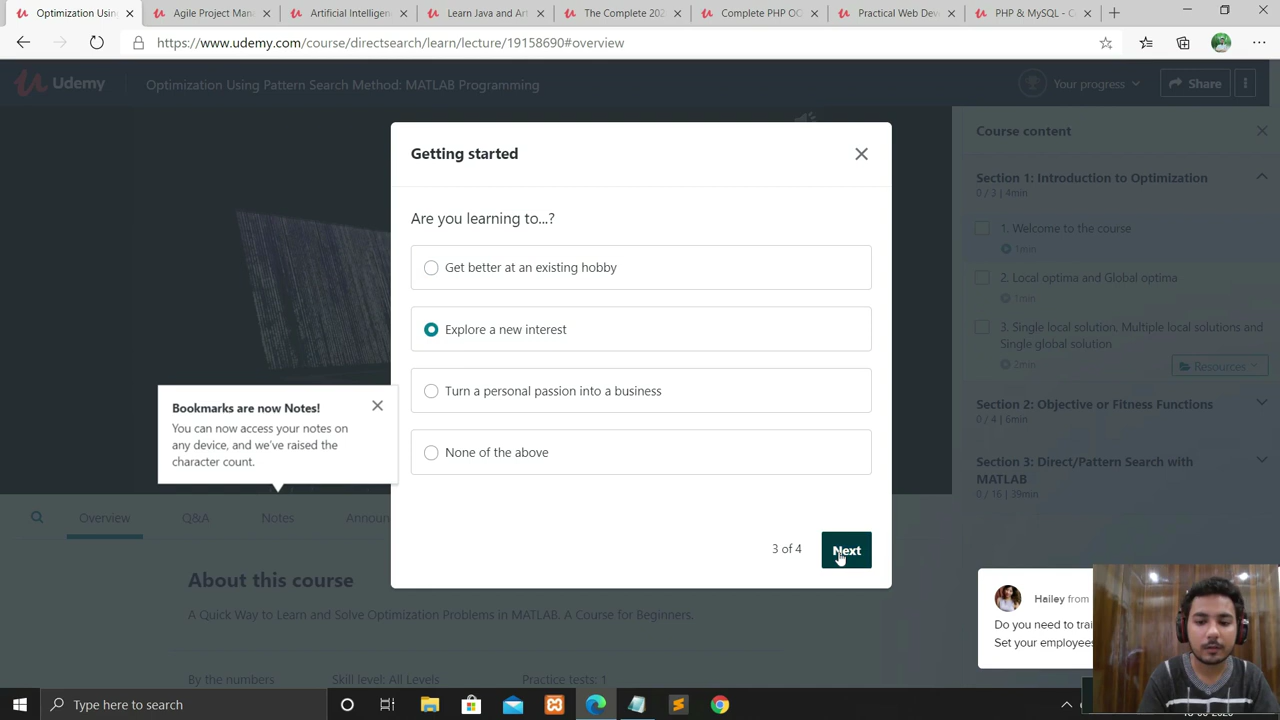 Optimization Using
Agile Project Mana
Artificial Intelligen
Learn Java and Art
The Complete 202
Complete PHP OO
Practical Web Dev
PHP & MySQL - C
https://www.udemy.com/course/directsearch/learn/lecture/19158690#overview
Udemy
Optimization Using Pattern Search Method: MATLAB Programming
Your progress
Share
Course content
Section 1: Introduction to Optimization
0 / 3 | 4min
1. Welcome to the course
1min
2. Local optima and Global optima
1min
3. Single local solution, Multiple local solutions and
Single global solution
2min
Resources
Section 2: Objective or Fitness Functions
0 / 4 | 6min
Section 3: Direct/Pattern Search with
MATLAB
0 / 16 | 39min
Getting started
Are you learning to...?
Get better at an existing hobby
Explore a new interest
Turn a personal passion into a business
None of the above
3 of 4
Next
Bookmarks are now Notes!
You can now access your notes on
any device, and we've raised the
character count.
Overview
Q&A
Notes
Announ
About this course
A Quick Way to Learn and Solve Optimization Problems in MATLAB. A Course for Beginners.
By the numbers
Skill level: All Levels
Practice tests: 1
Hailey from
Do you need to trai
Set your employees
Type here to search